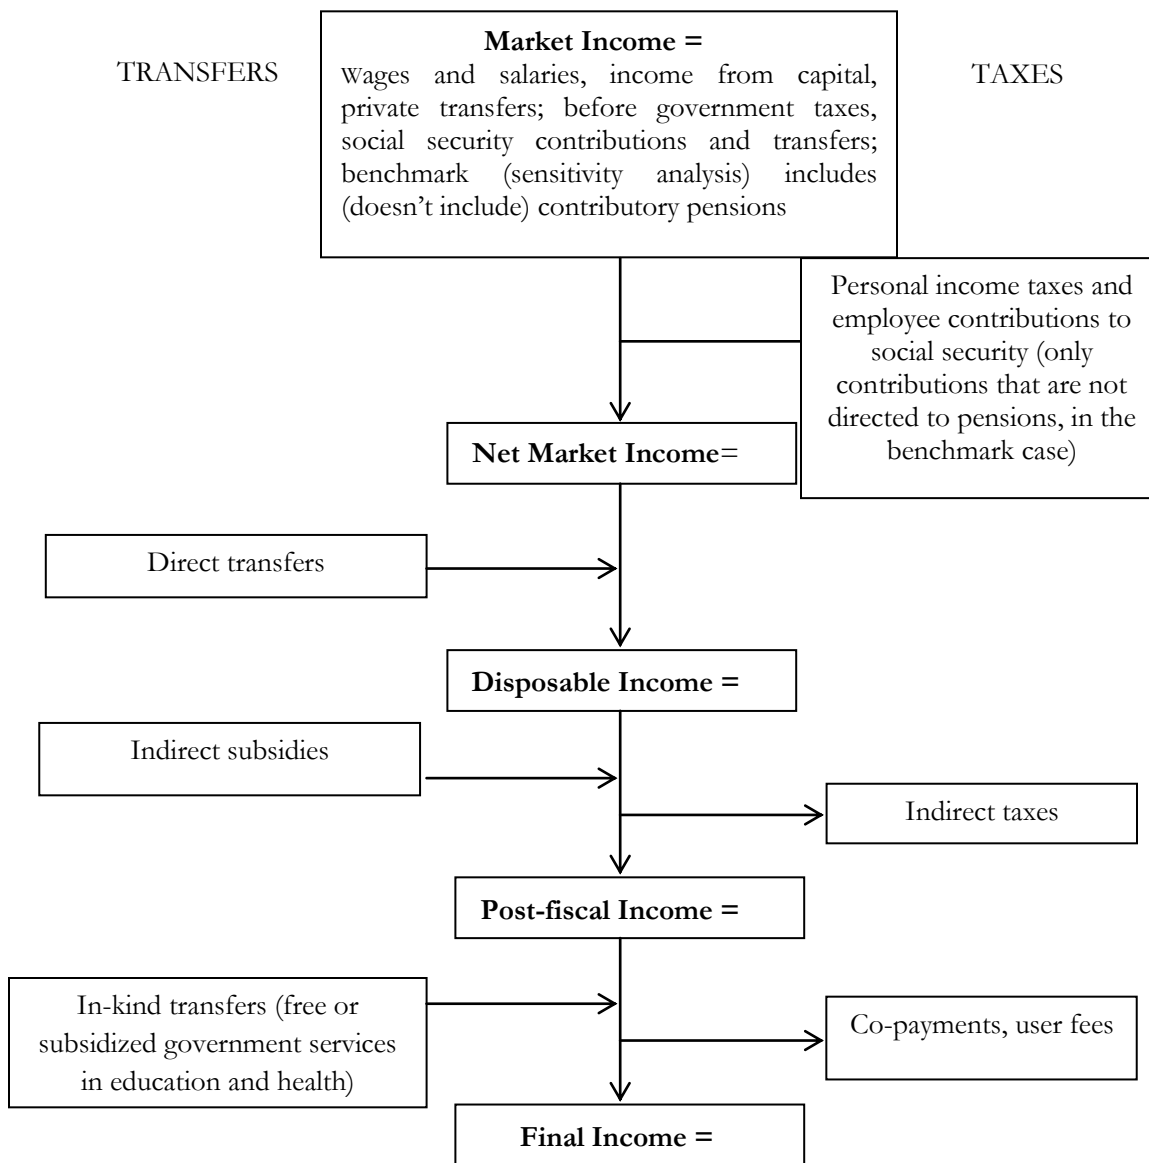 Market Income =
TRANSFERS
TAXES
Wages and salaries, income from capital,
private transfers; before government taxes,
social security contributions and transfers;
benchmark (sensitivity analysis) includes
(doesn't include) contributory pensions
Personal income taxes and
employee contributions to
social security (only
contributions that are not
directed to pensions, in the
benchmark case)
Net Market Income=
Direct transfers
Disposable Income =
Indirect subsidies
Indirect taxes
Post-fiscal Income =
In-kind transfers (free or
subsidized government services
in education and health)
Co-payments, user fees
Final Income =